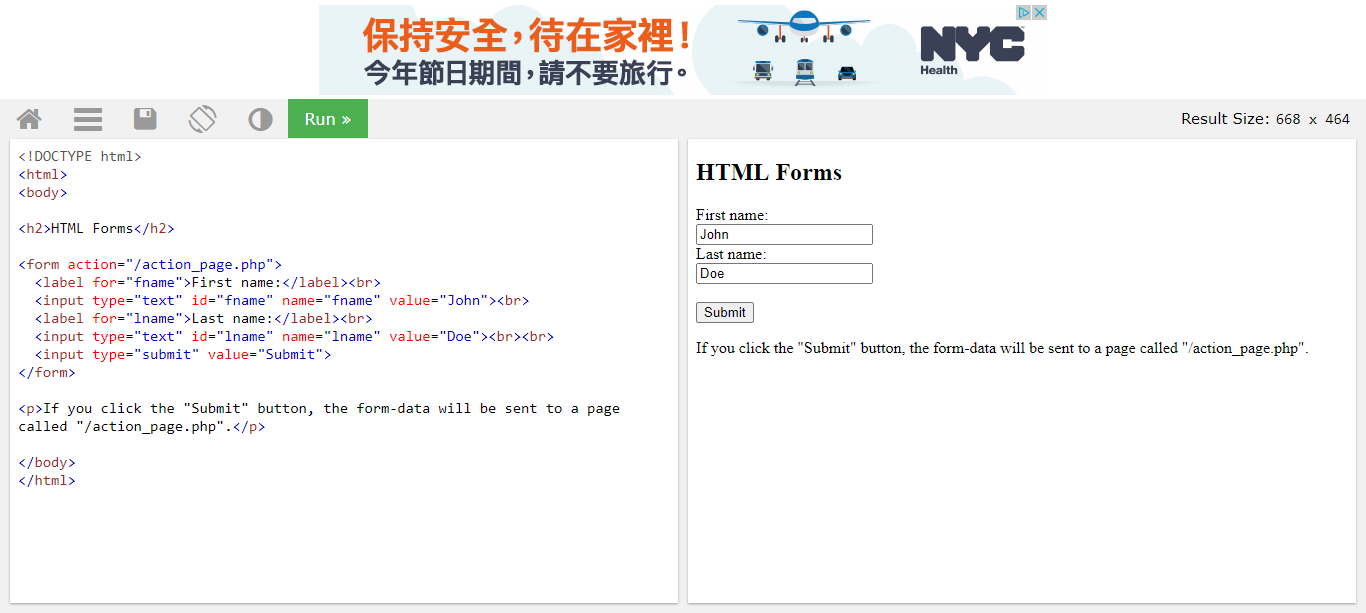 保持安全，待在家裡！
今年節日期間，請不要旅行。
NYC
Health
Run »
Result Size: 668 x 464
<!DOCTYPE html>
<html>
<body>
<h2>HTML Forms</h2>
<form action="/action_page.php">
<label for="fname">First name:</label><br>
<input type="text" id="fname" name="fname" value="John"><br>
<label for="lname">Last name:</label><br>
<input type="text" id="lname" name="lname" value="Doe"><br><br>
<input type="submit" value="Submit">
</form>
<p>If you click the "Submit" button, the form-data will be sent to a page
called "/action_page.php".</p>
</body>
</html>
HTML Forms
First name:
John
Last name:
Doe
Submit
If you click the "Submit" button, the form-data will be sent to a page called "/action_page.php".